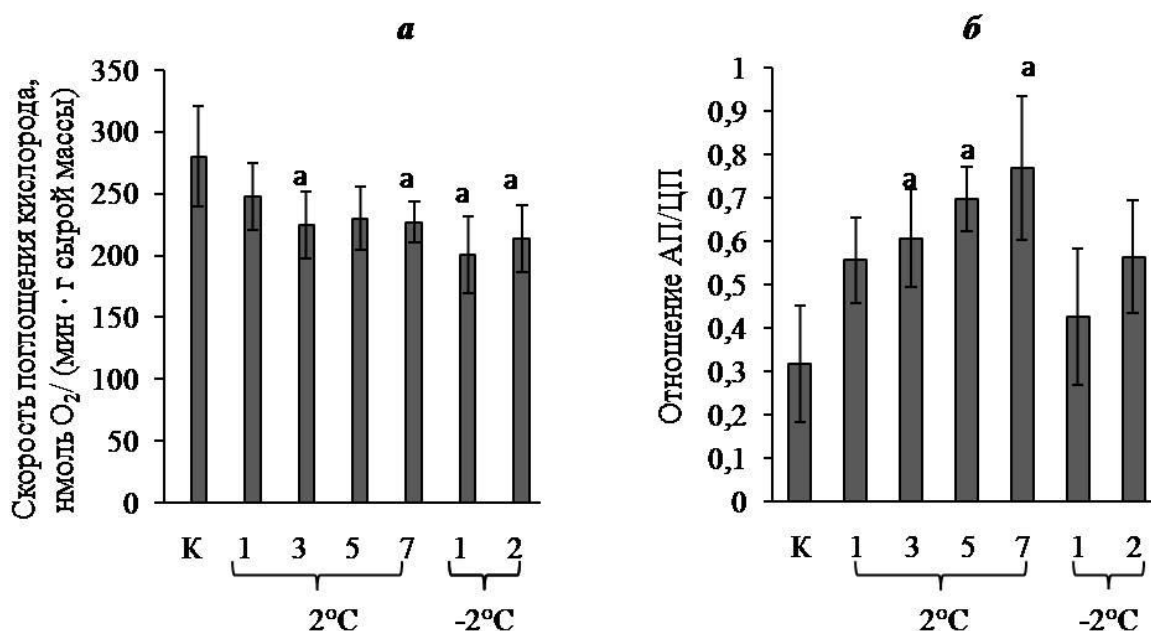 а
Скорость поглощения кислорода,
нмоль O₂/ (мин · г сырой массы)
350
300
250
200
150
100
50
0
а
а
а
а
К
1
3
5
7
1
2
2°C
-2°C
б
Отношение АП/ЦП
1
0,9
0,8
0,7
0,6
0,5
0,4
0,3
0,2
0,1
0
а
а
а
К
1
3
5
7
1
2
2°C
-2°C